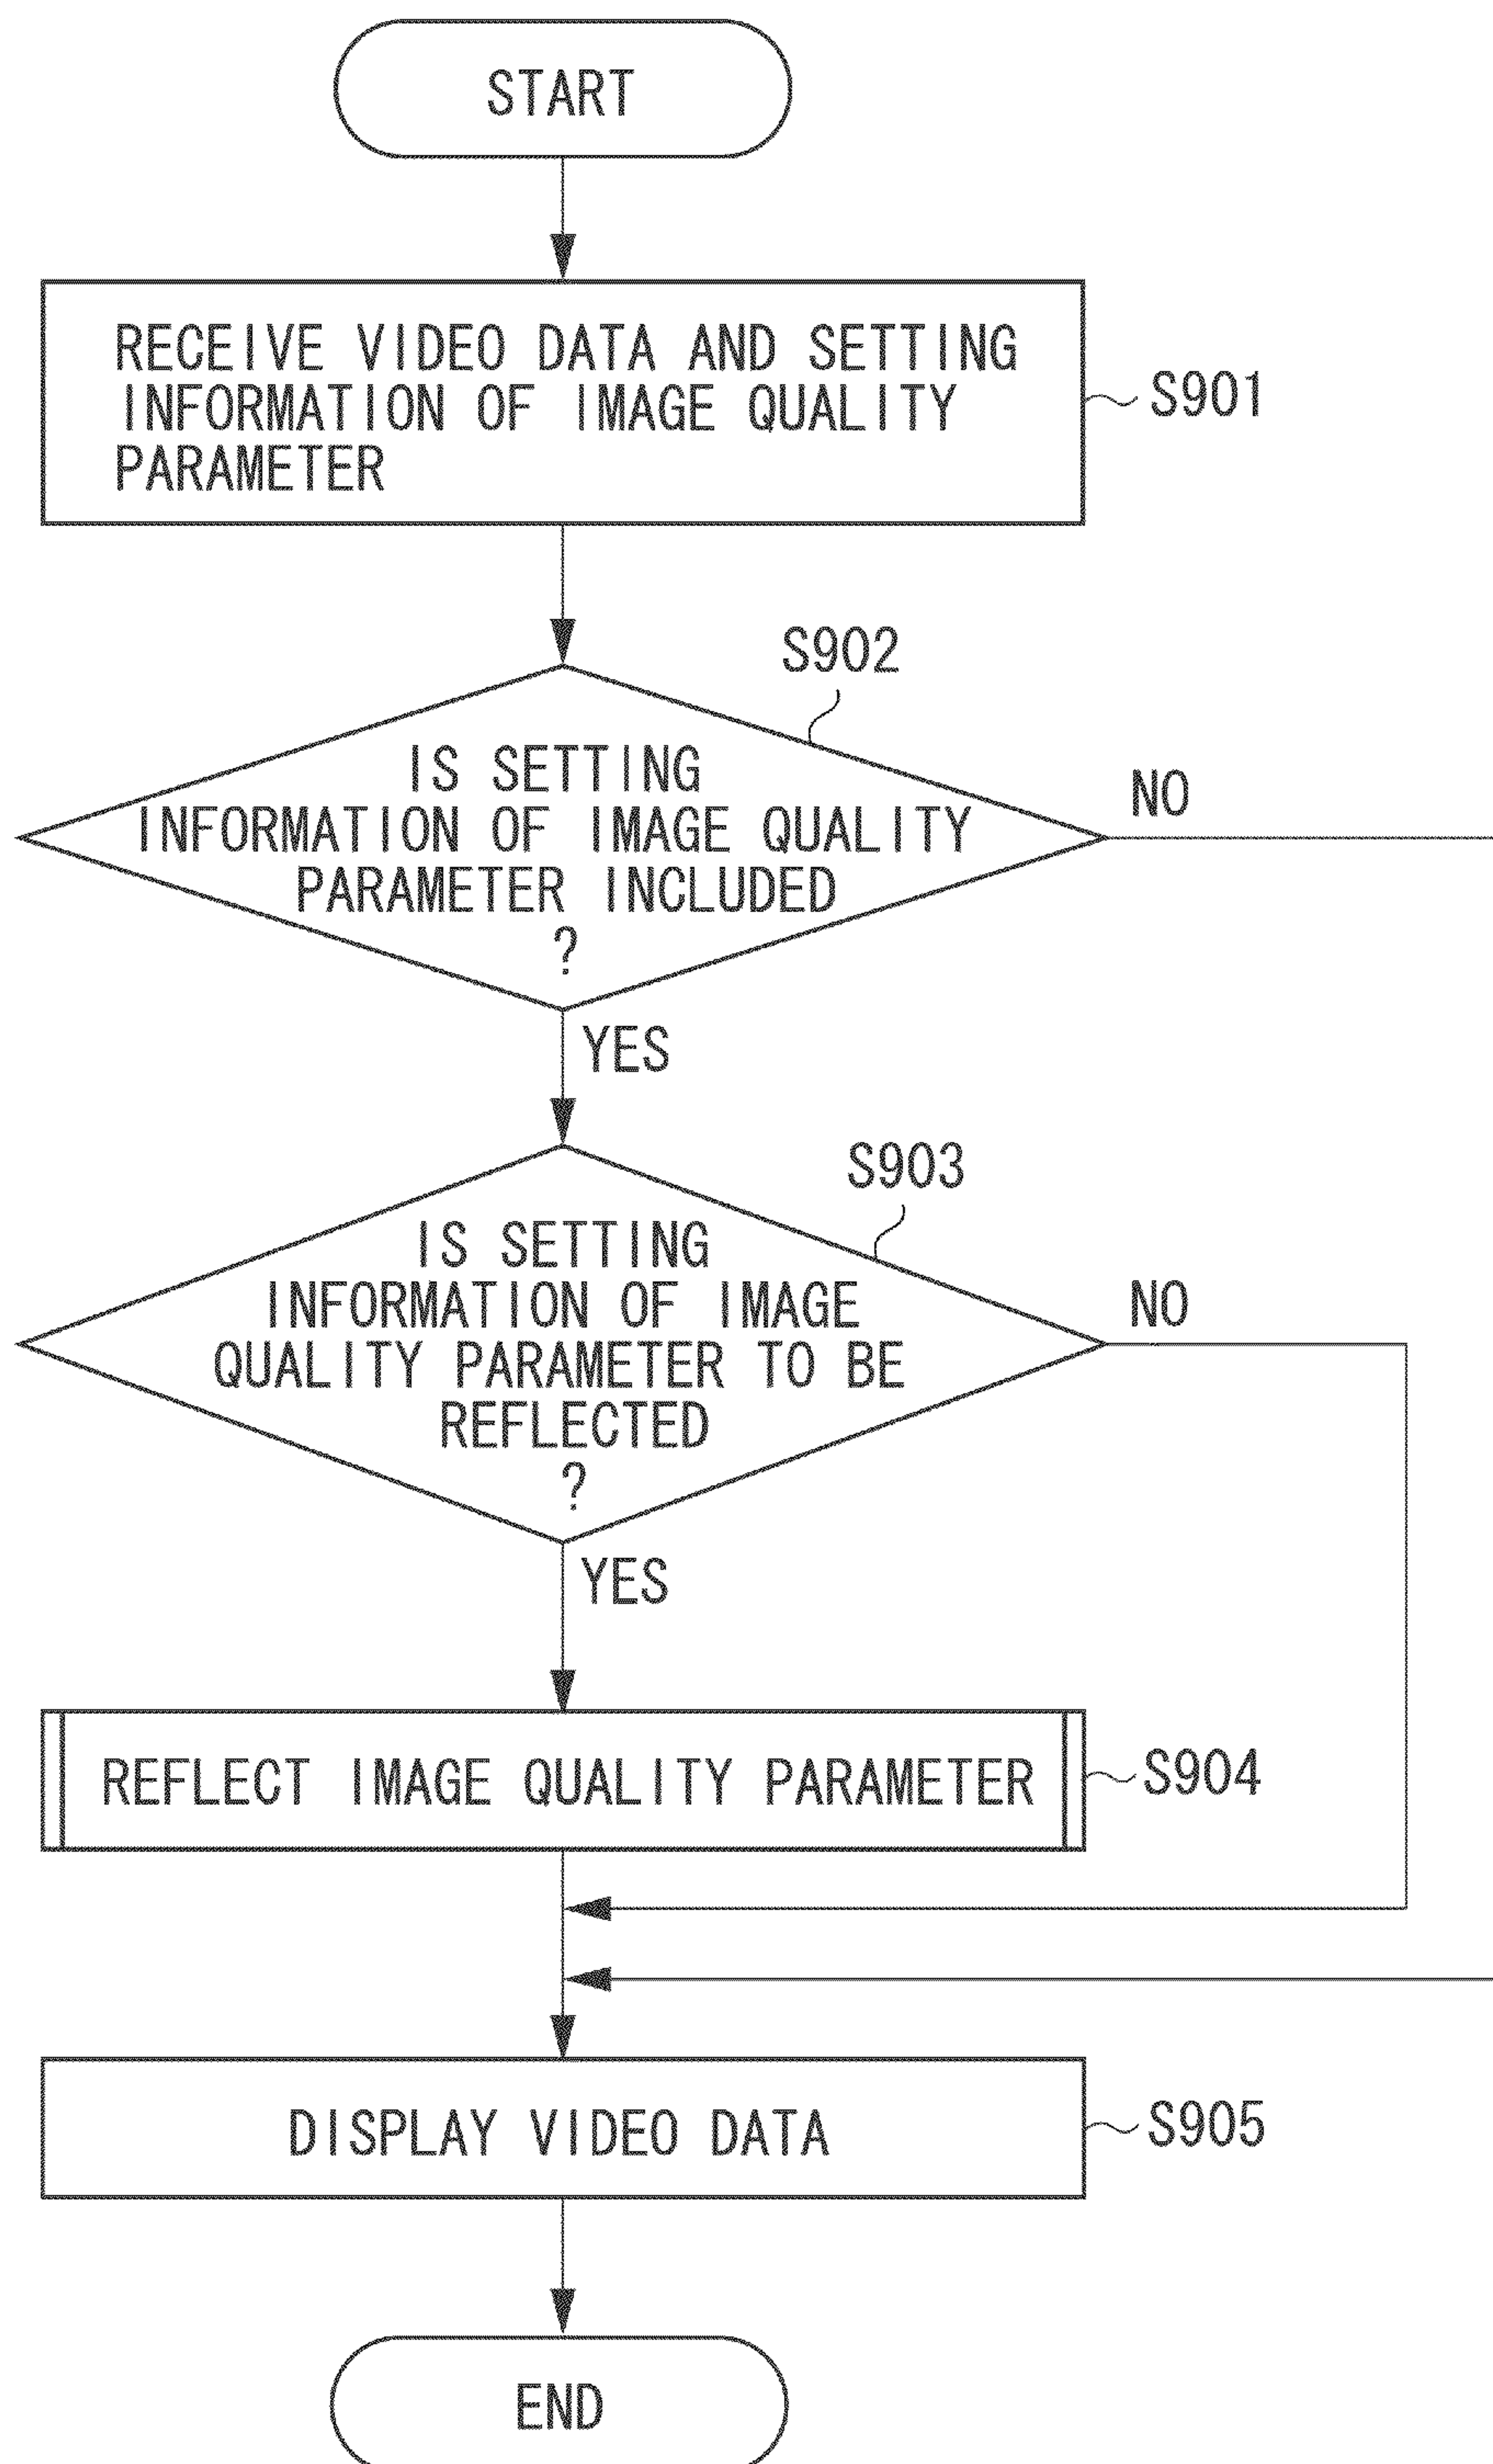 START
RECEIVE VIDEO DATA AND SETTING
INFORMATION OF IMAGE QUALITY
PARAMETER
S901
S902
IS SETTING
INFORMATION OF IMAGE QUALITY
PARAMETER INCLUDED
?
NO
YES
S903
IS SETTING
INFORMATION OF IMAGE
QUALITY PARAMETER TO BE
REFLECTED
?
NO
YES
REFLECT IMAGE QUALITY PARAMETER
S904
DISPLAY VIDEO DATA
S905
END